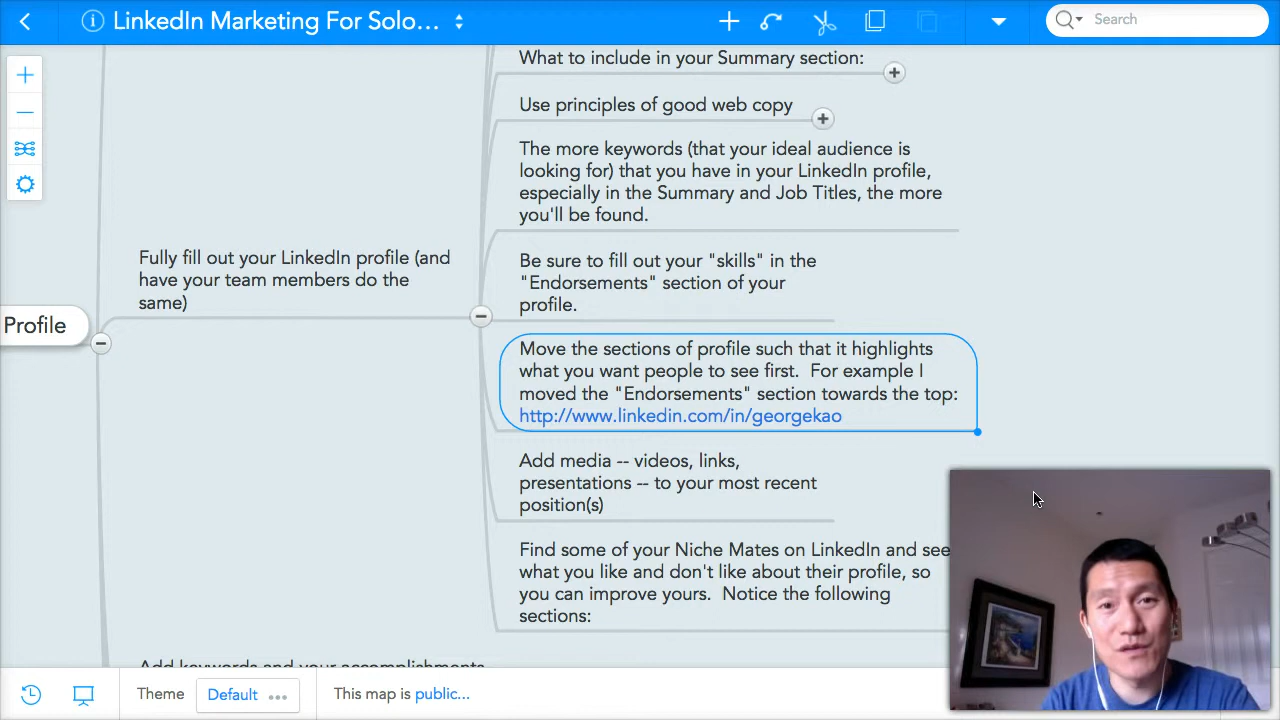 LinkedIn Marketing For Solo...
Search
What to include in your Summary section:
Use principles of good web copy
The more keywords (that your ideal audience is
looking for) that you have in your LinkedIn profile,
especially in the Summary and Job Titles, the more
you'll be found.
Fully fill out your LinkedIn profile (and
have your team members do the
same)
Be sure to fill out your "skills" in the
"Endorsements" section of your
profile.
Profile
Move the sections of profile such that it highlights
what you want people to see first.  For example I
moved the "Endorsements" section towards the top:
http://www.linkedin.com/in/georgekao
Add media -- videos, links,
presentations -- to your most recent
position(s)
Find some of your Niche Mates on LinkedIn and see
what you like and don't like about their profile, so
you can improve yours.  Notice the following
sections:
Add keywords and your accomplishments
Theme
Default
This map is public...